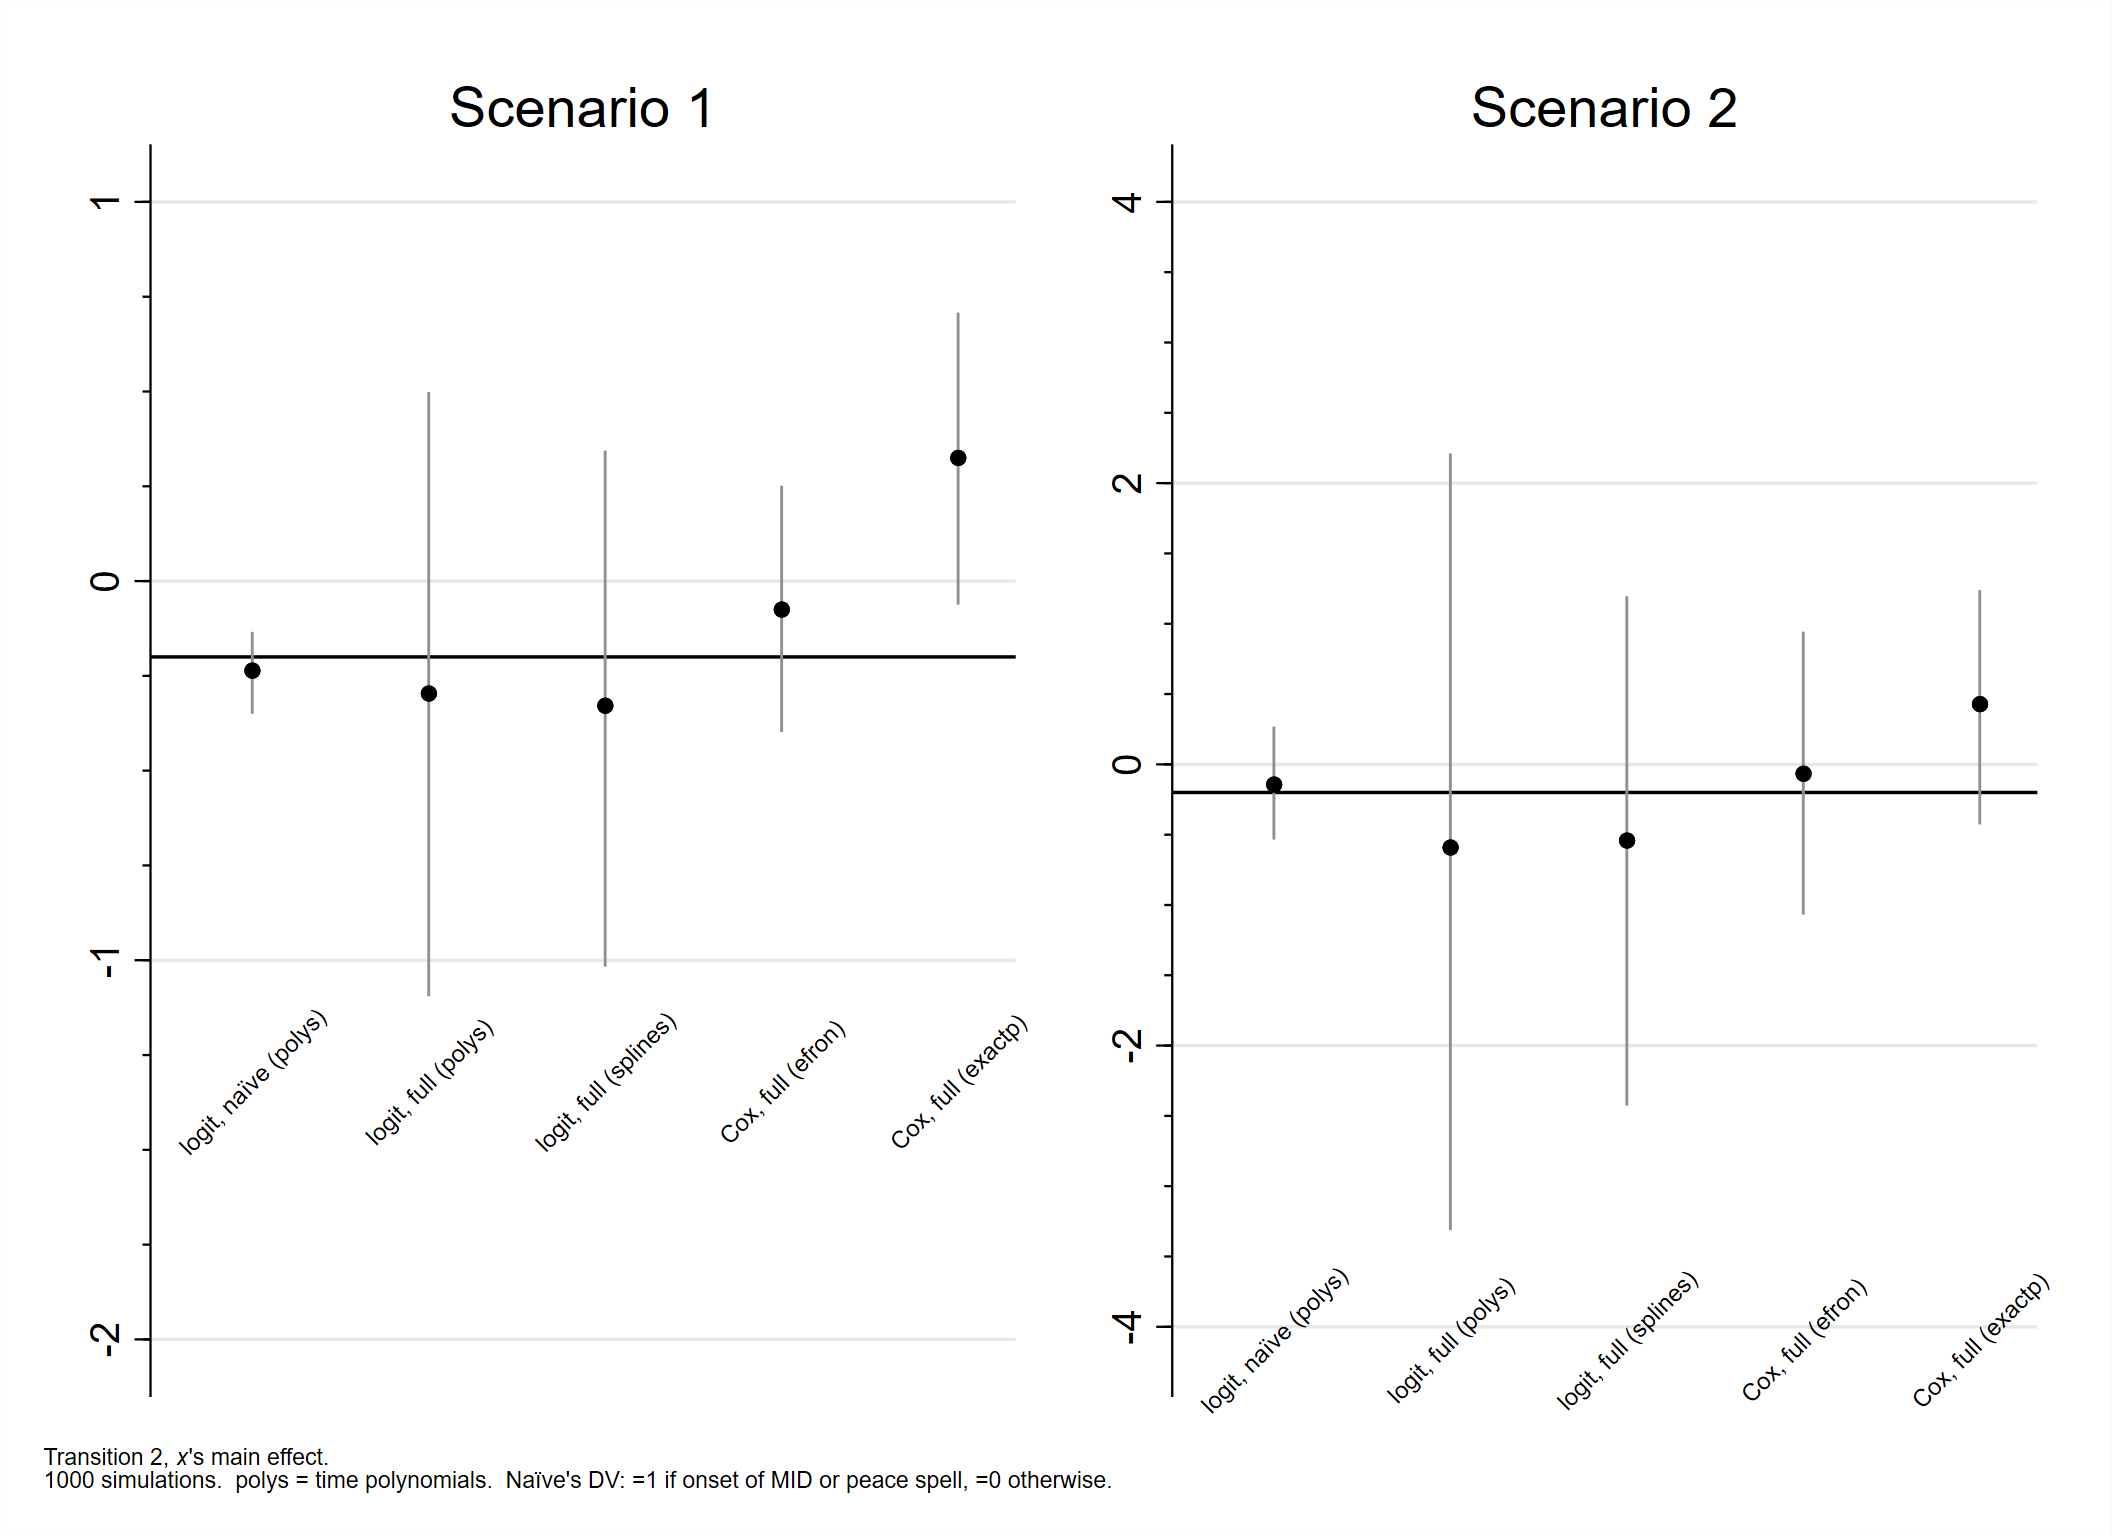 Scenario 1
1
0
-1
-2
logit, naïve (polys)
logit, full (polys)
logit, full (splines)
Cox, full (efron)
Cox, full (exactp)
Scenario 2
4
2
0
-2
-4
logit, naïve (polys)
logit, full (polys)
logit, full (splines)
Cox, full (efron)
Cox, full (exactp)
Transition 2, x's main effect.
1000 simulations.  polys = time polynomials.  Naïve's DV: =1 if onset of MID or peace spell, =0 otherwise.